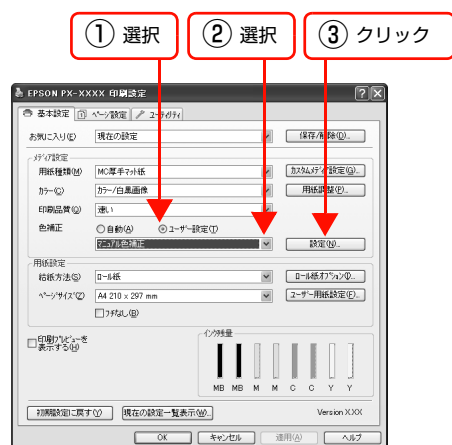 ① 選択
② 選択
③ クリック
EPSON PX-XXXX 印刷設定
基本設定 ページ設定 ユーティリティ
お気に入り(E) 現在の設定 保存/削除(D)...
メディア設定
用紙種類(M) MC厚手マット紙 カスタムメディア設定(G)...
カラー(C) カラー/白黒画像 用紙調整(P)...
印刷品質(Q) 速い
色補正 自動(A) ユーザー設定(T)
マニュアル色補正 設定(N)...
用紙設定
給紙方法(S) ロール紙 ロール紙オプション(I)...
ページサイズ(Z) A4 210 x 297 mm ユーザー用紙設定(F)...
フチなし(B)
印刷プレビューを
表示する(H)
インク残量
MB MB M M C C Y Y
初期設定に戻す(Y) 現在の設定一覧表示(W)... Version X.XX
OK キャンセル 適用(A) ヘルプ